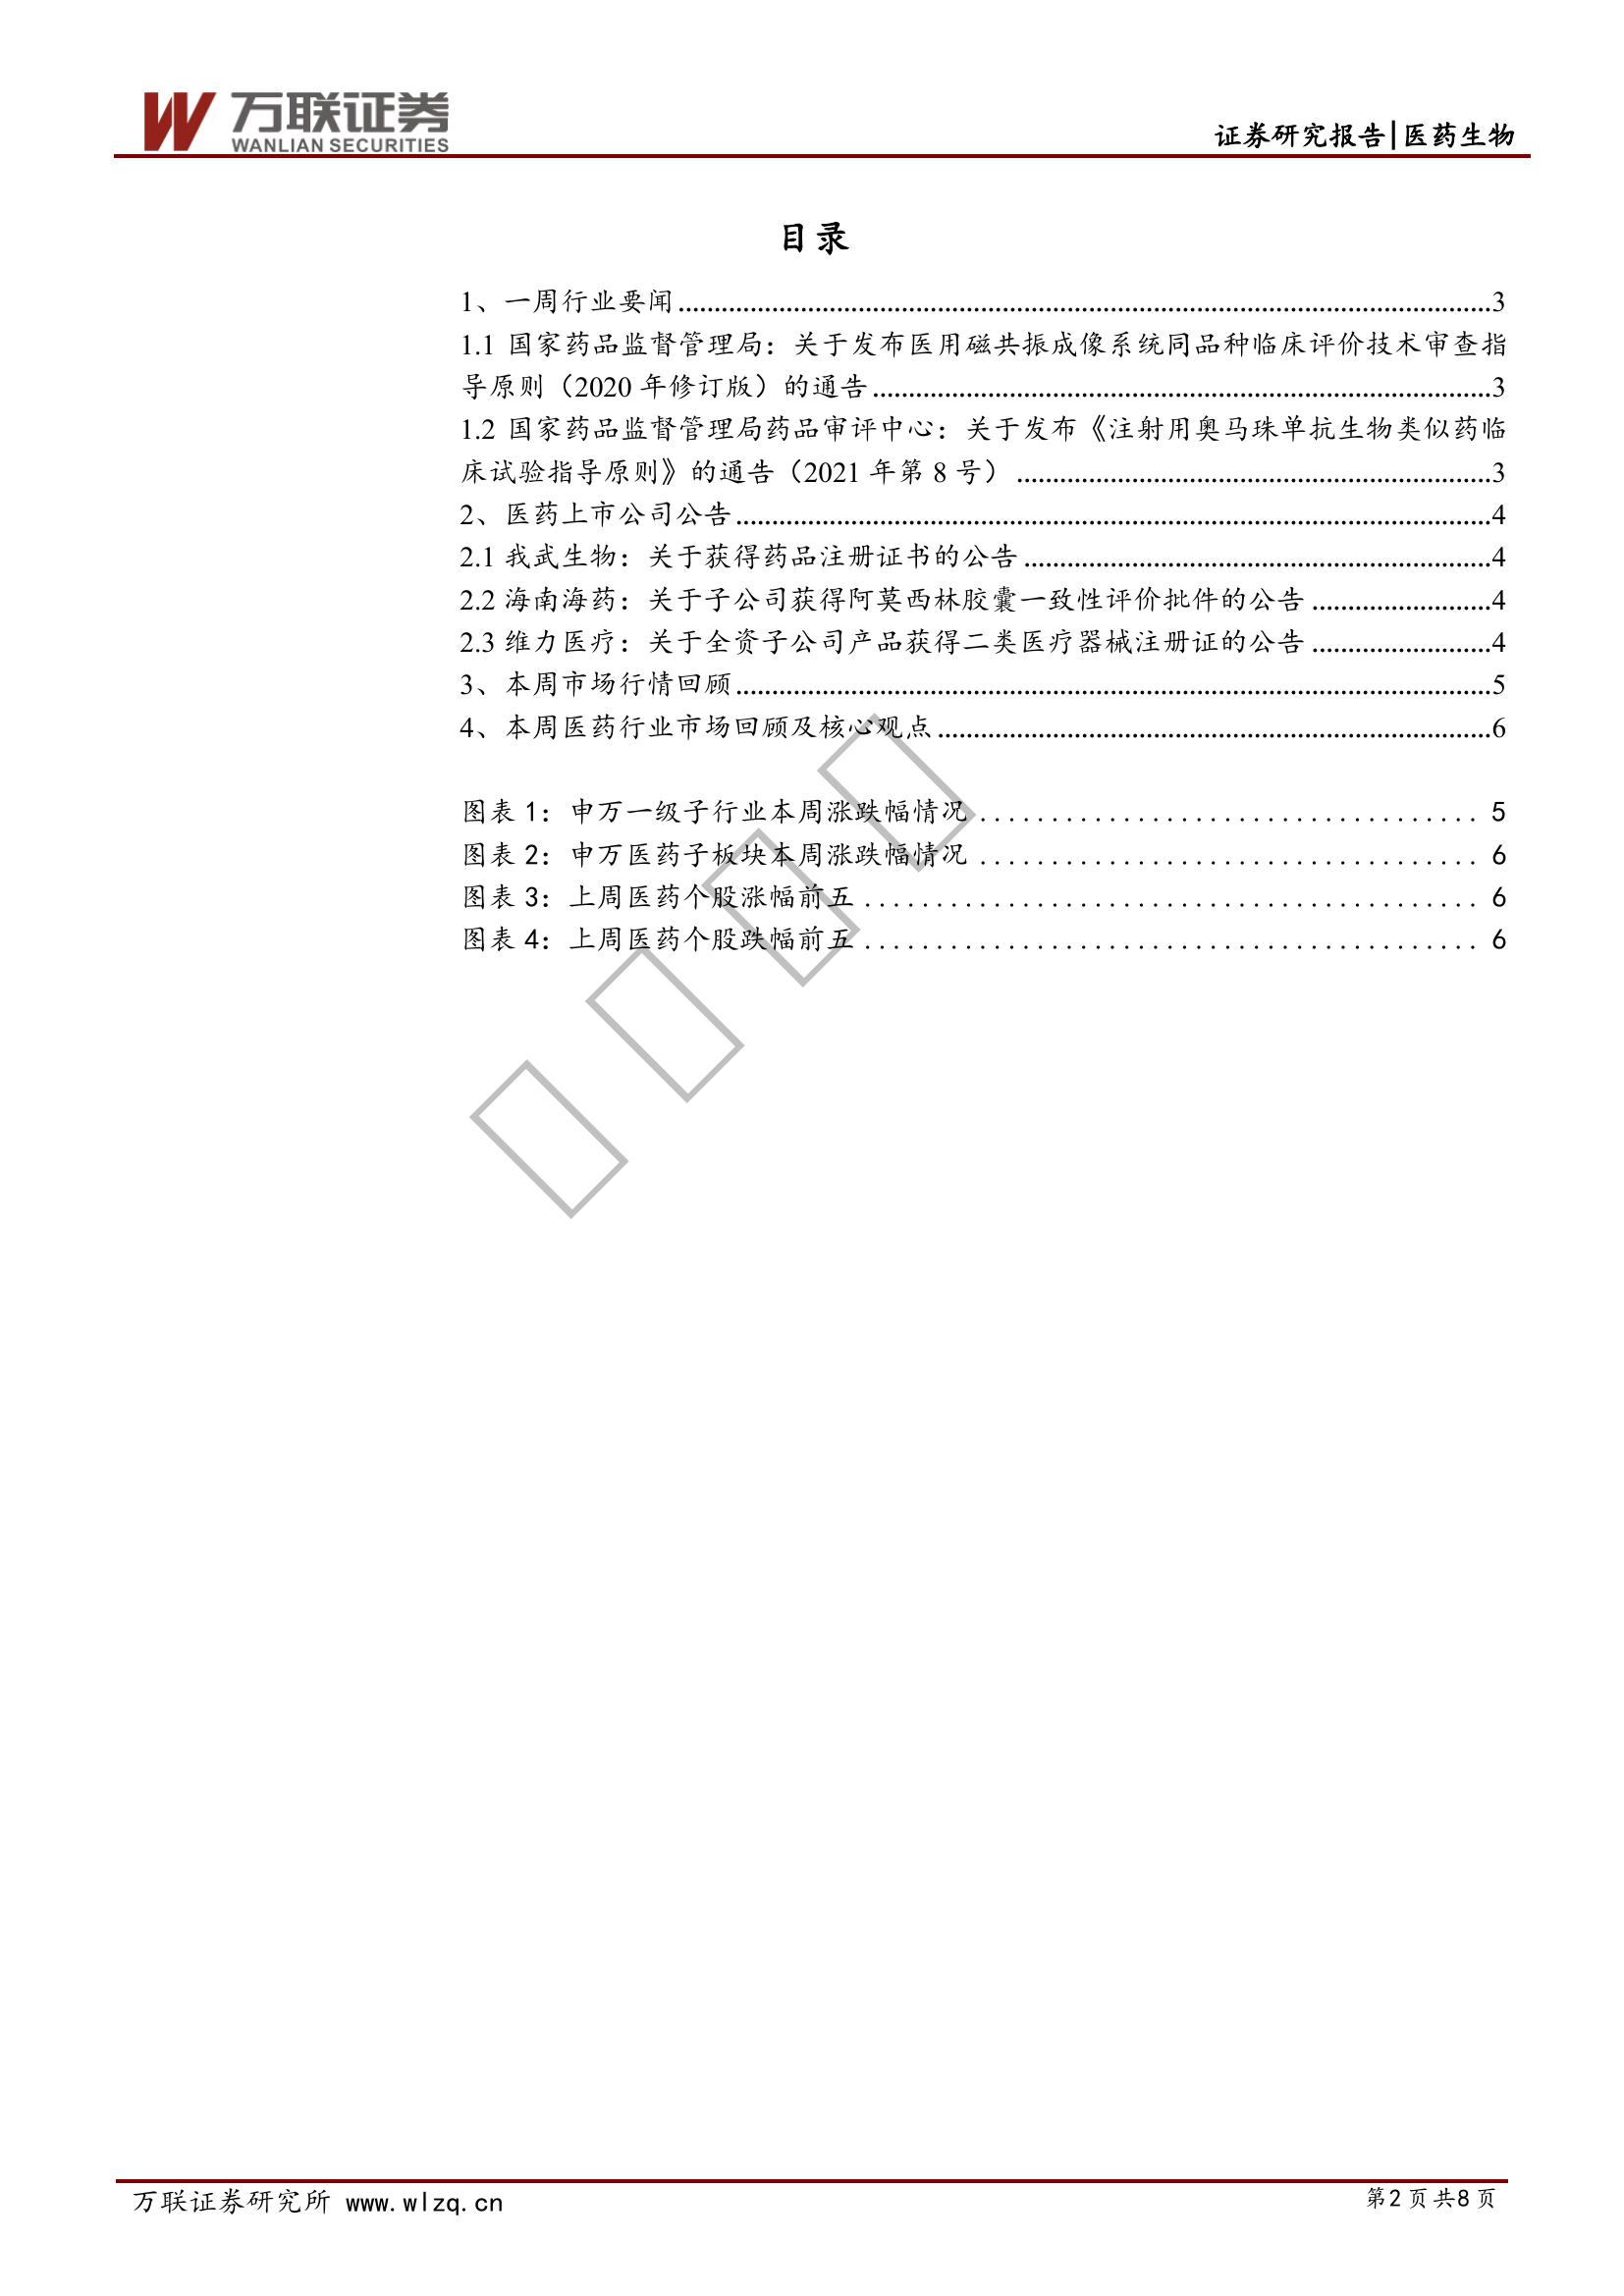 万联证券
WANLIAN SECURITIES
证券研究报告|医药生物
目录
1、一周行业要闻................................................................3
1.1 国家药品监督管理局：关于发布医用磁共振成像系统同品种临床评价技术审查指
导原则（2020 年修订版）的通告................................................................3
1.2 国家药品监督管理局药品审评中心：关于发布《注射用奥马珠单抗生物类似药临
床试验指导原则》的通告（2021 年第 8 号）................................................................3
2、医药上市公司公告................................................................4
2.1 我武生物：关于获得药品注册证书的公告................................................................4
2.2 海南海药：关于子公司获得阿莫西林胶囊一致性评价批件的公告.........................4
2.3 维力医疗：关于全资子公司产品获得二类医疗器械注册证的公告.........................4
3、本周市场行情回顾................................................................5
4、本周医药行业市场回顾及核心观点................................................................6
图表 1：申万一级子行业本周涨跌幅情况................................... 5
图表 2：申万医药子板块本周涨跌幅情况................................... 6
图表 3：上周医药个股涨幅前五........................................... 6
图表 4：上周医药个股跌幅前五........................................... 6
万联证券研究所 www.wlzq.cn
第2页共8页